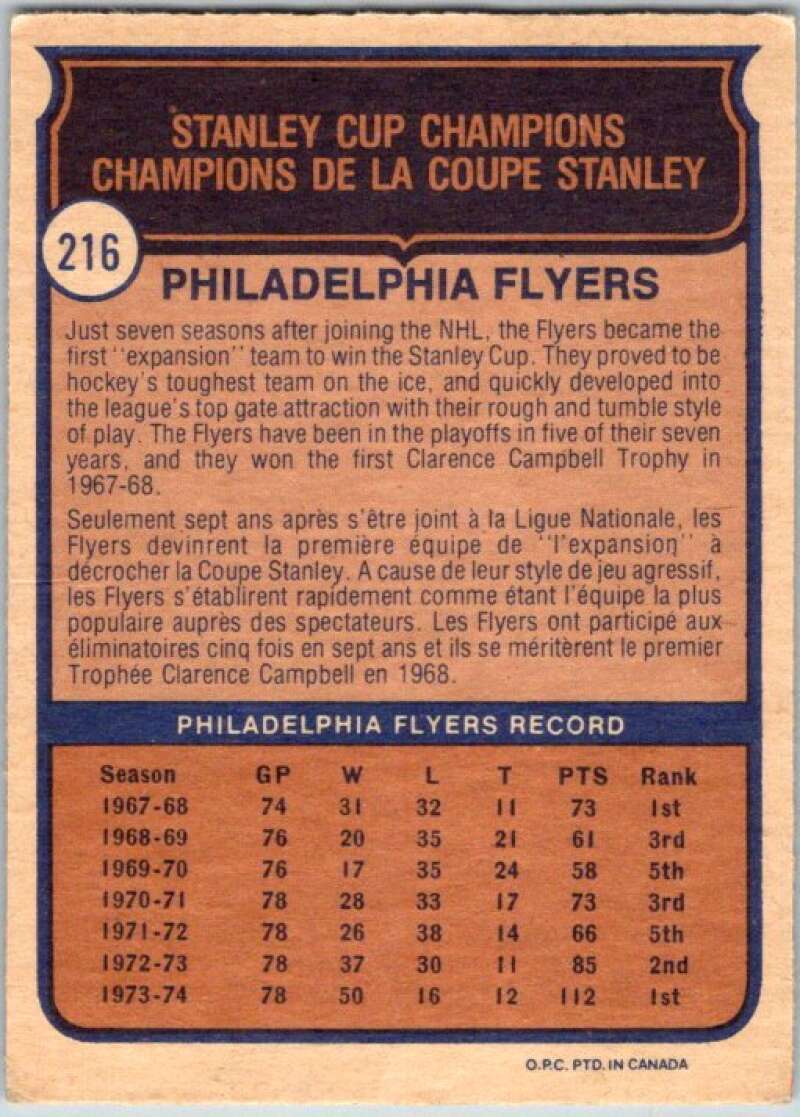 STANLEY CUP CHAMPIONS
CHAMPIONS DE LA COUPE STANLEY
216
PHILADELPHIA FLYERS
Just seven seasons after joining the NHL, the Flyers became the
first ''expansion'' team to win the Stanley Cup. They proved to be
hockey's toughest team on the ice, and quickly developed into
the league's top gate attraction with their rough and tumble style
of play. The Flyers have been in the playoffs in five of their seven
years, and they won the first Clarence Campbell Trophy in
1967-68.
Seulement sept ans après s'être joint à la Ligue Nationale, les
Flyers devinrent la première équipe de ''l'expansion'' à
décrocher la Coupe Stanley. A cause de leur style de jeu agressif,
les Flyers s'établirent rapidement comme étant l'équipe la plus
populaire auprès des spectateurs. Les Flyers ont participé aux
éliminatoires cinq fois en sept ans et ils se méritèrent le premier
Trophée Clarence Campbell en 1968.
PHILADELPHIA FLYERS RECORD
Season GP W L T PTS Rank
1967-68 74 31 32 11 73 1st
1968-69 76 20 35 21 61 3rd
1969-70 76 17 35 24 58 5th
1970-71 78 28 33 17 73 3rd
1971-72 78 26 38 14 66 5th
1972-73 78 37 30 11 85 2nd
1973-74 78 50 16 12 112 1st
O.P.C. PTD. IN CANADA